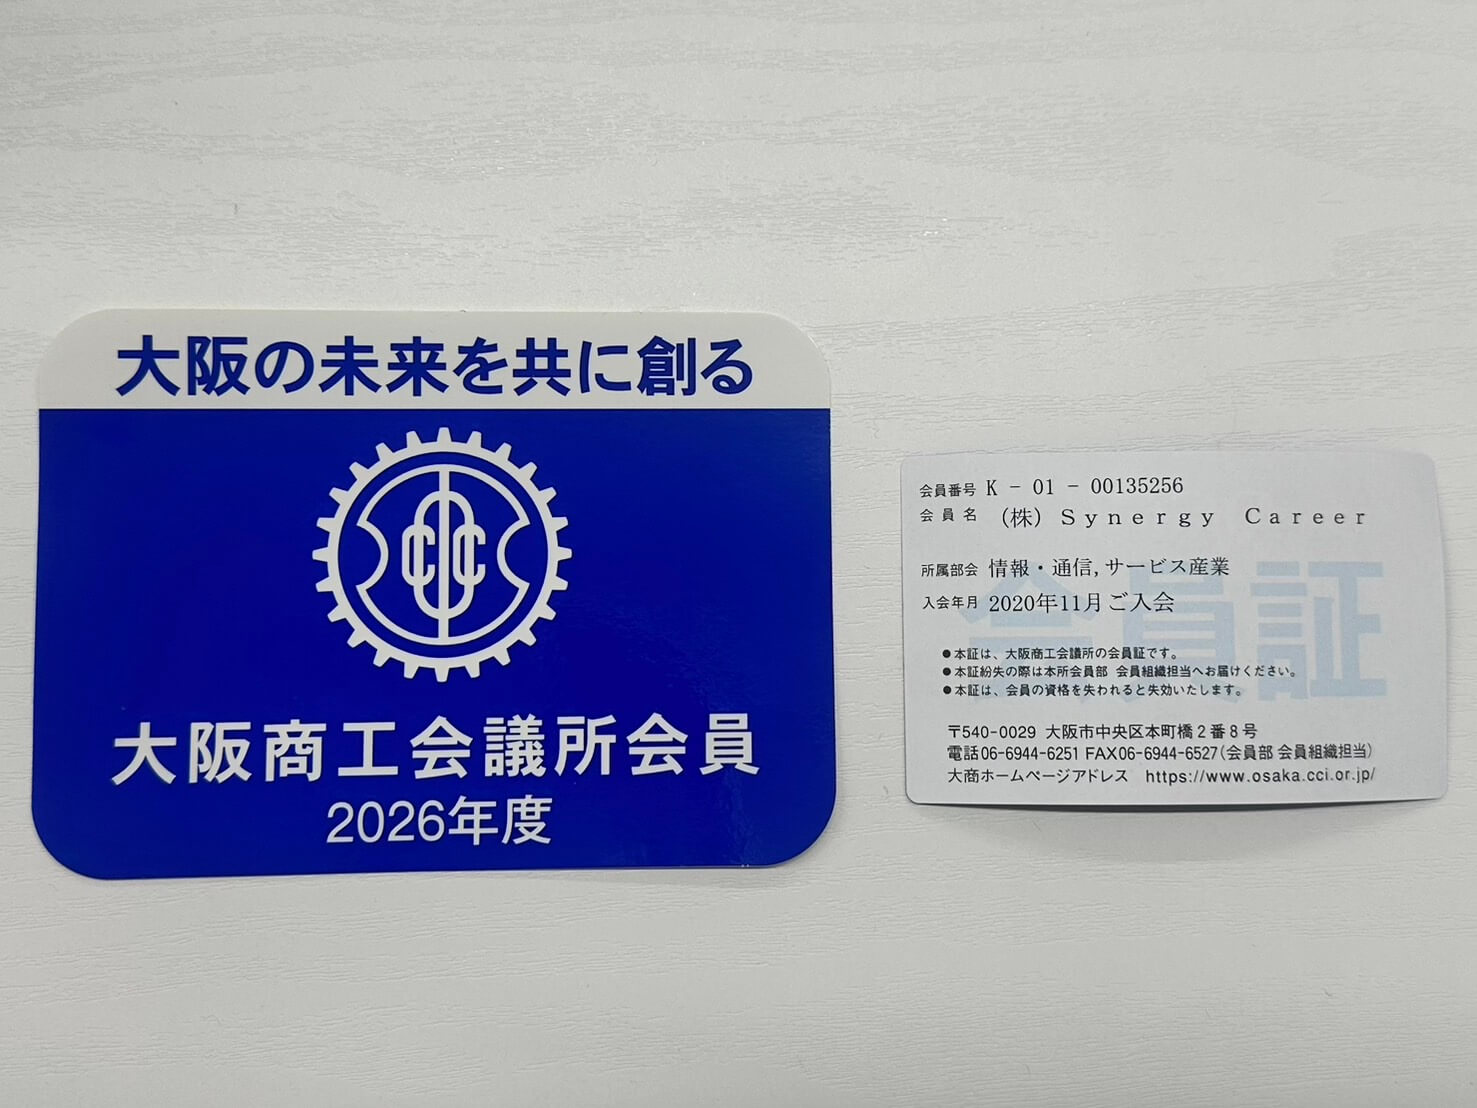 大阪の未来を共に創る
大阪商工会議所会員
2026年度
会員番号 K - 01 - 00135256
会員名 (株) Synergy Career
所属部会 情報・通信,サービス産業
入会年月 2020年11月ご入会
会員証
●本証は、大阪商工会議所の会員証です。
●本証紛失の際は本所会員部 会員組織担当へお届けください。
●本証は、会員の資格を失われると失効いたします。
〒540-0029 大阪市中央区本町橋2番8号
電話06-6944-6251 FAX06-6944-6527(会員部 会員組織担当)
大商ホームページアドレス https://www.osaka.cci.or.jp/